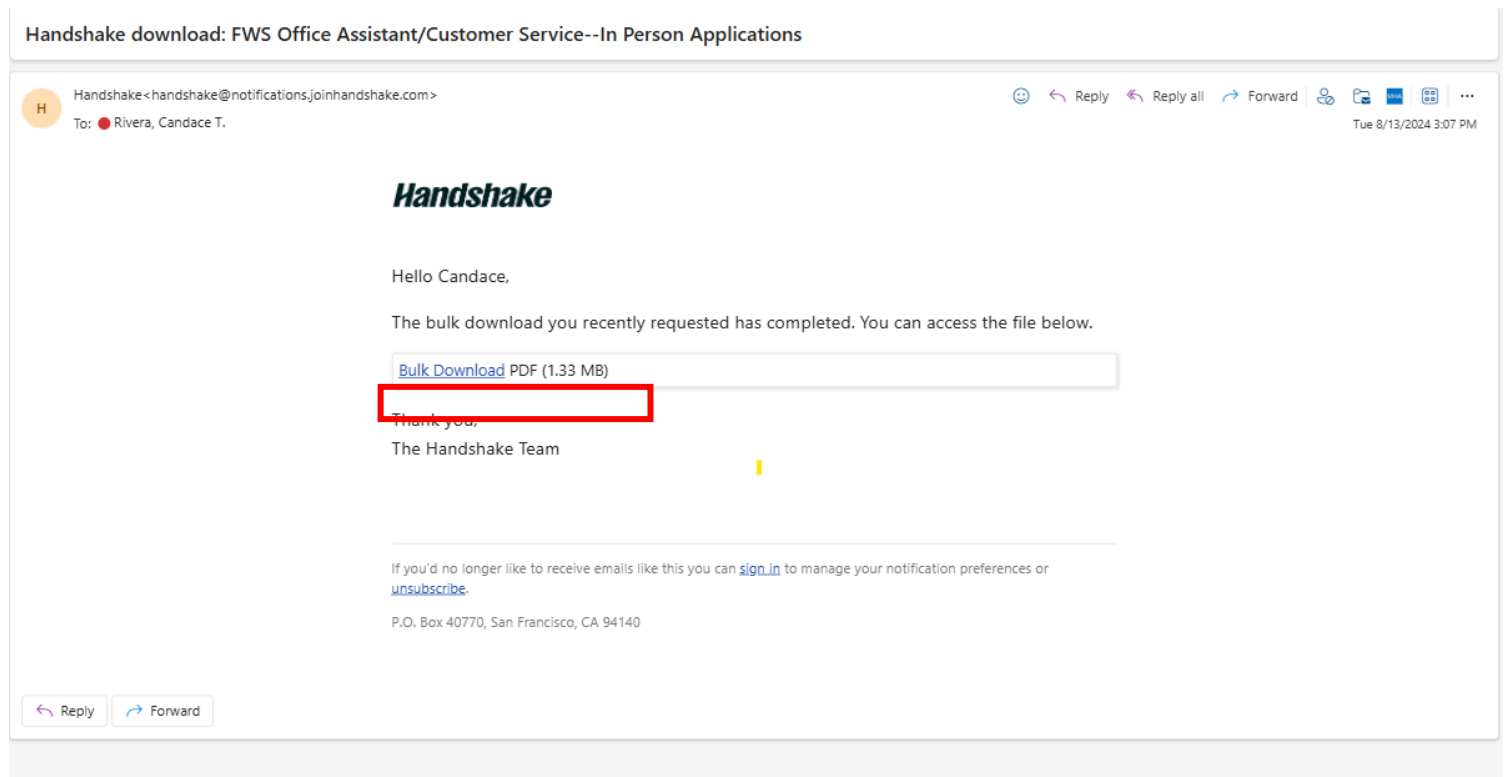 Handshake download: FWS Office Assistant/Customer Service--In Person Applications
H
Handshake<handshake@notifications.joinhandshake.com>
Reply
Reply all
Forward
To: Rivera, Candace T.
Tue 8/13/2024 3:07 PM
Handshake
Hello Candace,
The bulk download you recently requested has completed. You can access the file below.
Bulk Download PDF (1.33 MB)
Thank you,
The Handshake Team
If you'd no longer like to receive emails like this you can sign in to manage your notification preferences or
unsubscribe.
P.O. Box 40770, San Francisco, CA 94140
Reply
Forward